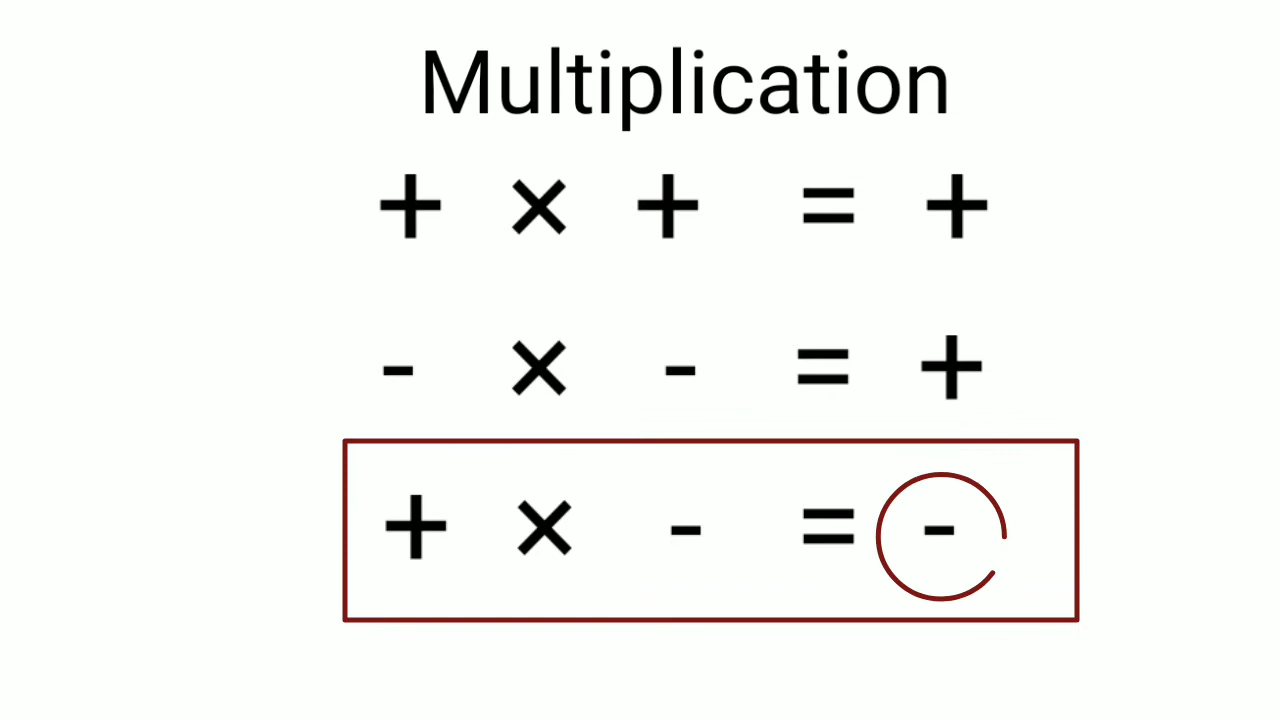 Multiplication
+ × + = +
- × - = +
+ × - = -